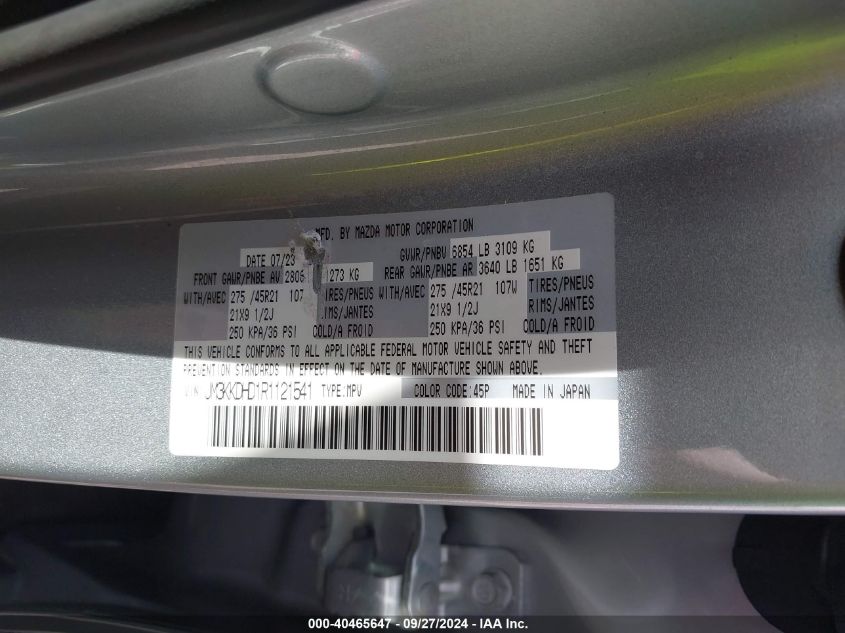 MFD. BY MAZDA MOTOR CORPORATION
DATE 07/23 GVWR/PNBV 6854 LB 3109 KG
FRONT GAWR/PNBE AV 1273 KG REAR GAWR/PNBE AR 3640 LB 1651 KG
WITH/AVEC 275 /45R21 107 TIRES/PNEUS WITH/AVEC 275 /45R21 107W TIRES/PNEUS
21X9 1/2J RIMS/JANTES 21X9 1/2J RIMS/JANTES
250 KPA/36 PSI COLD/A FROID 250 KPA/36 PSI COLD/A FROID
THIS VEHICLE CONFORMS TO ALL APPLICABLE FEDERAL MOTOR VEHICLE SAFETY AND THEFT
PREVENTION STANDARDS IN EFFECT ON THE DATE OF MANUFACTURE SHOWN ABOVE.
VIN: JM3KKDHD1R1121541 TYPE:MPV COLOR CODE:45P MADE IN JAPAN
000-40465647 - 09/27/2024 - IAA Inc.